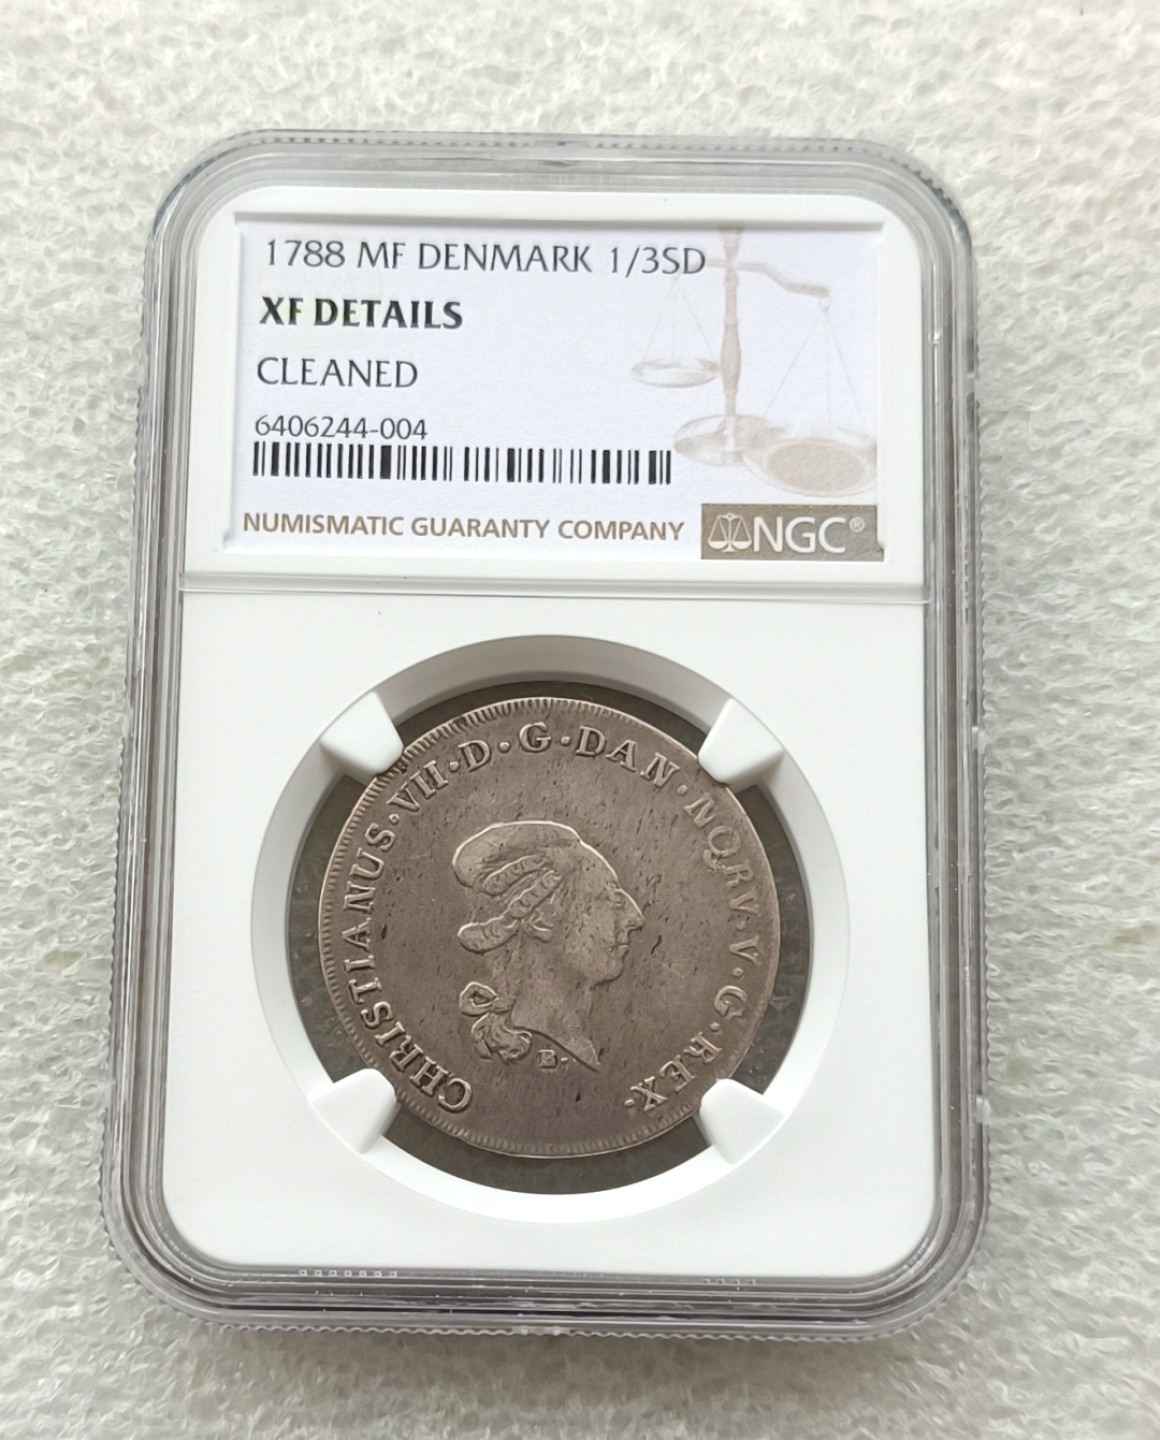 1788 MF DENMARK 1/3SD
XF DETAILS
CLEANED
6406244-004
NUMISMATIC GUARANTY COMPANY
NGC®
CHRISTIANUS·VII·D·G·DAN·NORV·V·G·REX·
B·